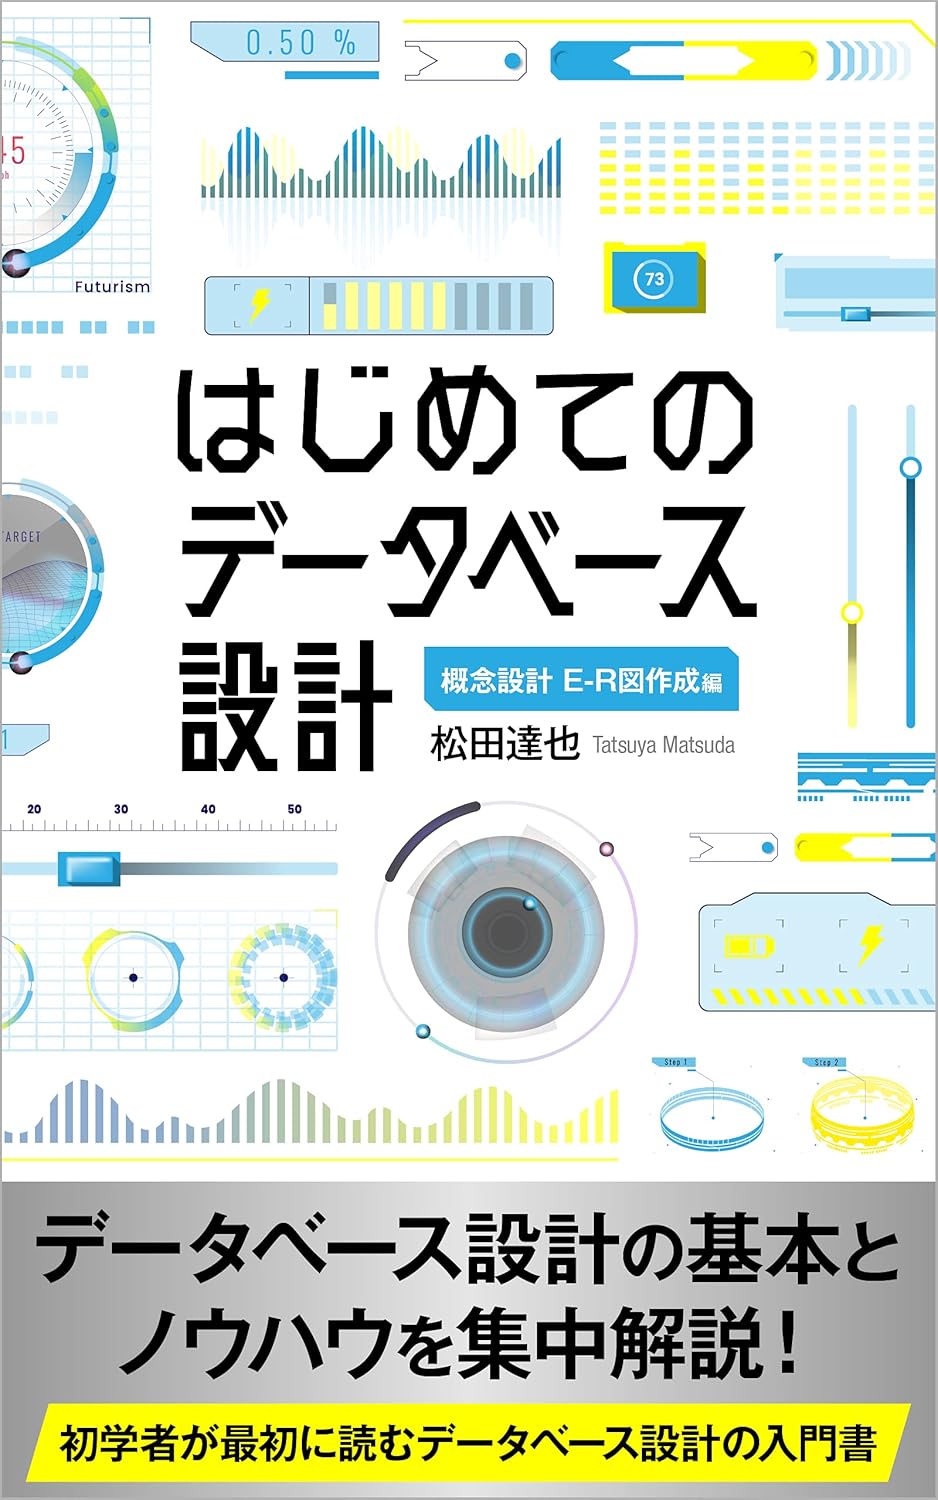 0.50 %
45
ph
Futurism
73
はじめての
データベース
設計
概念設計 E-R図作成編
松田達也 Tatsuya Matsuda
TARGET
1
20 30 40 50
Step 1
Step 2
データベース設計の基本と
ノウハウを集中解説！
初学者が最初に読むデータベース設計の入門書